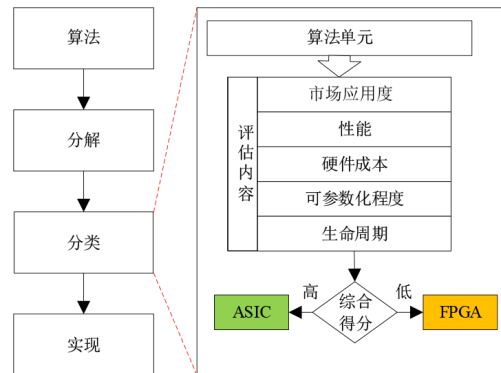 算法
分解
分类
实现
算法单元
评估内容
市场应用度
性能
硬件成本
可参数化程度
生命周期
综合
得分
高
低
ASIC
FPGA